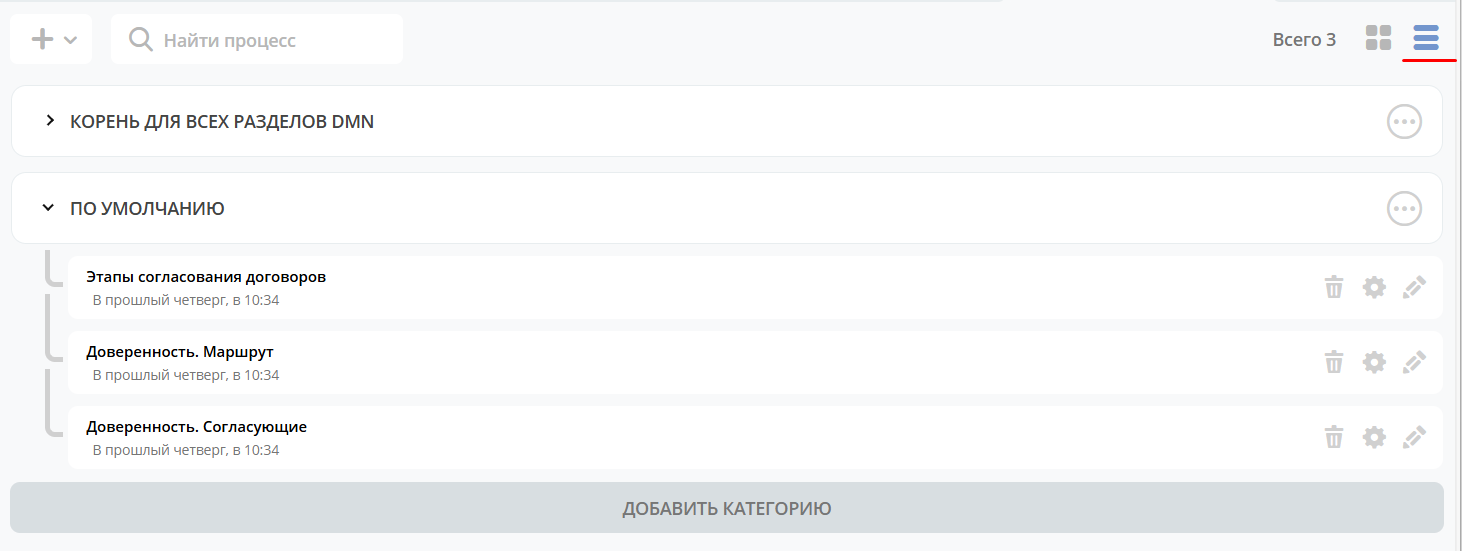 Найти процесс
Всего 3
КОРЕНЬ ДЛЯ ВСЕХ РАЗДЕЛОВ DMN
ПО УМОЛЧАНИЮ
Этапы согласования договоров
В прошлый четверг, в 10:34
Доверенность. Маршрут
В прошлый четверг, в 10:34
Доверенность. Согласующие
В прошлый четверг, в 10:34
ДОБАВИТЬ КАТЕГОРИЮ